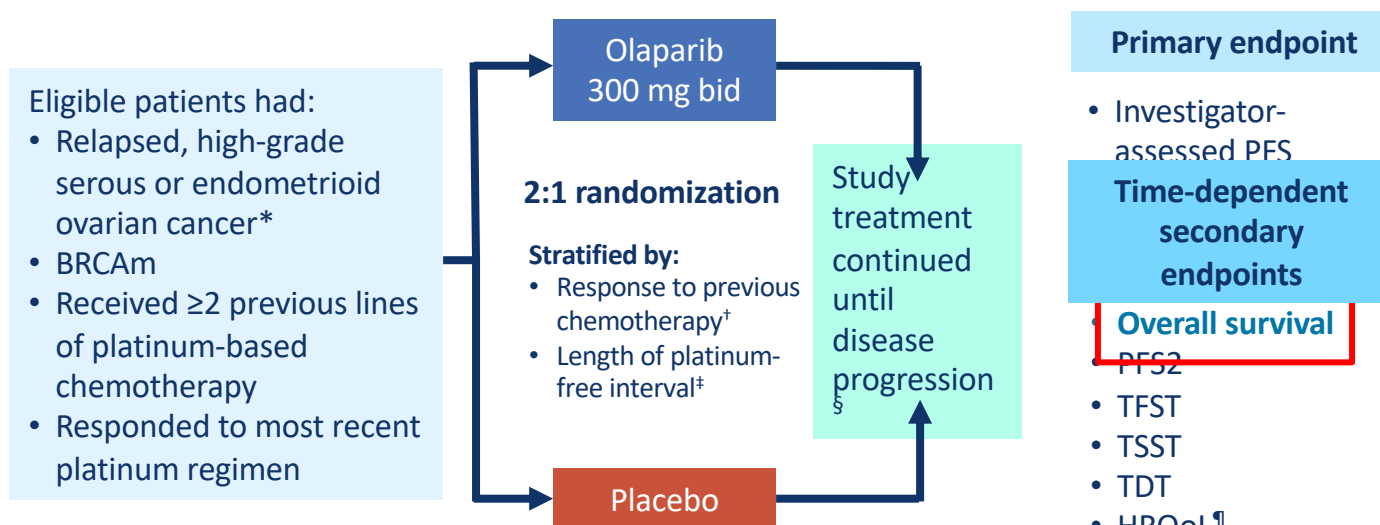 Eligible patients had:
• Relapsed, high-grade
serous or endometrioid
ovarian cancer*
• BRCAm
• Received ≥2 previous lines
of platinum-based
chemotherapy
• Responded to most recent
platinum regimen
Olaparib
300 mg bid
2:1 randomization
Stratified by:
• Response to previous
chemotherapy†
• Length of platinum-
free interval‡
Placebo
Study
treatment
continued
until
disease
progression
§
Primary endpoint
• Investigator-
assessed PFS
Time-dependent
secondary
endpoints
• Overall survival
• PFS2
• TFST
• TSST
• TDT
• HRQoL¶